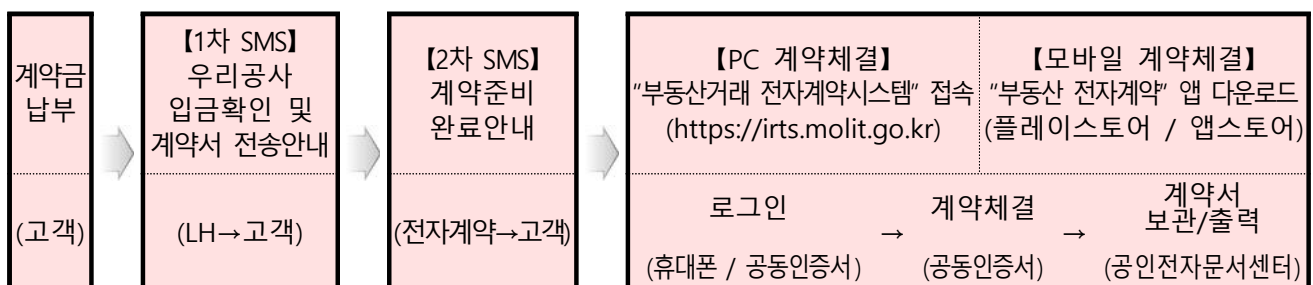 계약금
납부
(고객)
【1차 SMS】
우리공사
입금확인 및
계약서 전송안내
(LH→고객)
【2차 SMS】
계약준비
완료안내
(전자계약→고객)
【PC 계약체결】
"부동산거래 전자계약시스템" 접속
(https://irts.molit.go.kr)
【모바일 계약체결】
"부동산 전자계약" 앱 다운로드
(플레이스토어 / 앱스토어)
로그인
(휴대폰 / 공동인증서)
→
계약체결
(공동인증서)
→
계약서
보관/출력
(공인전자문서센터)